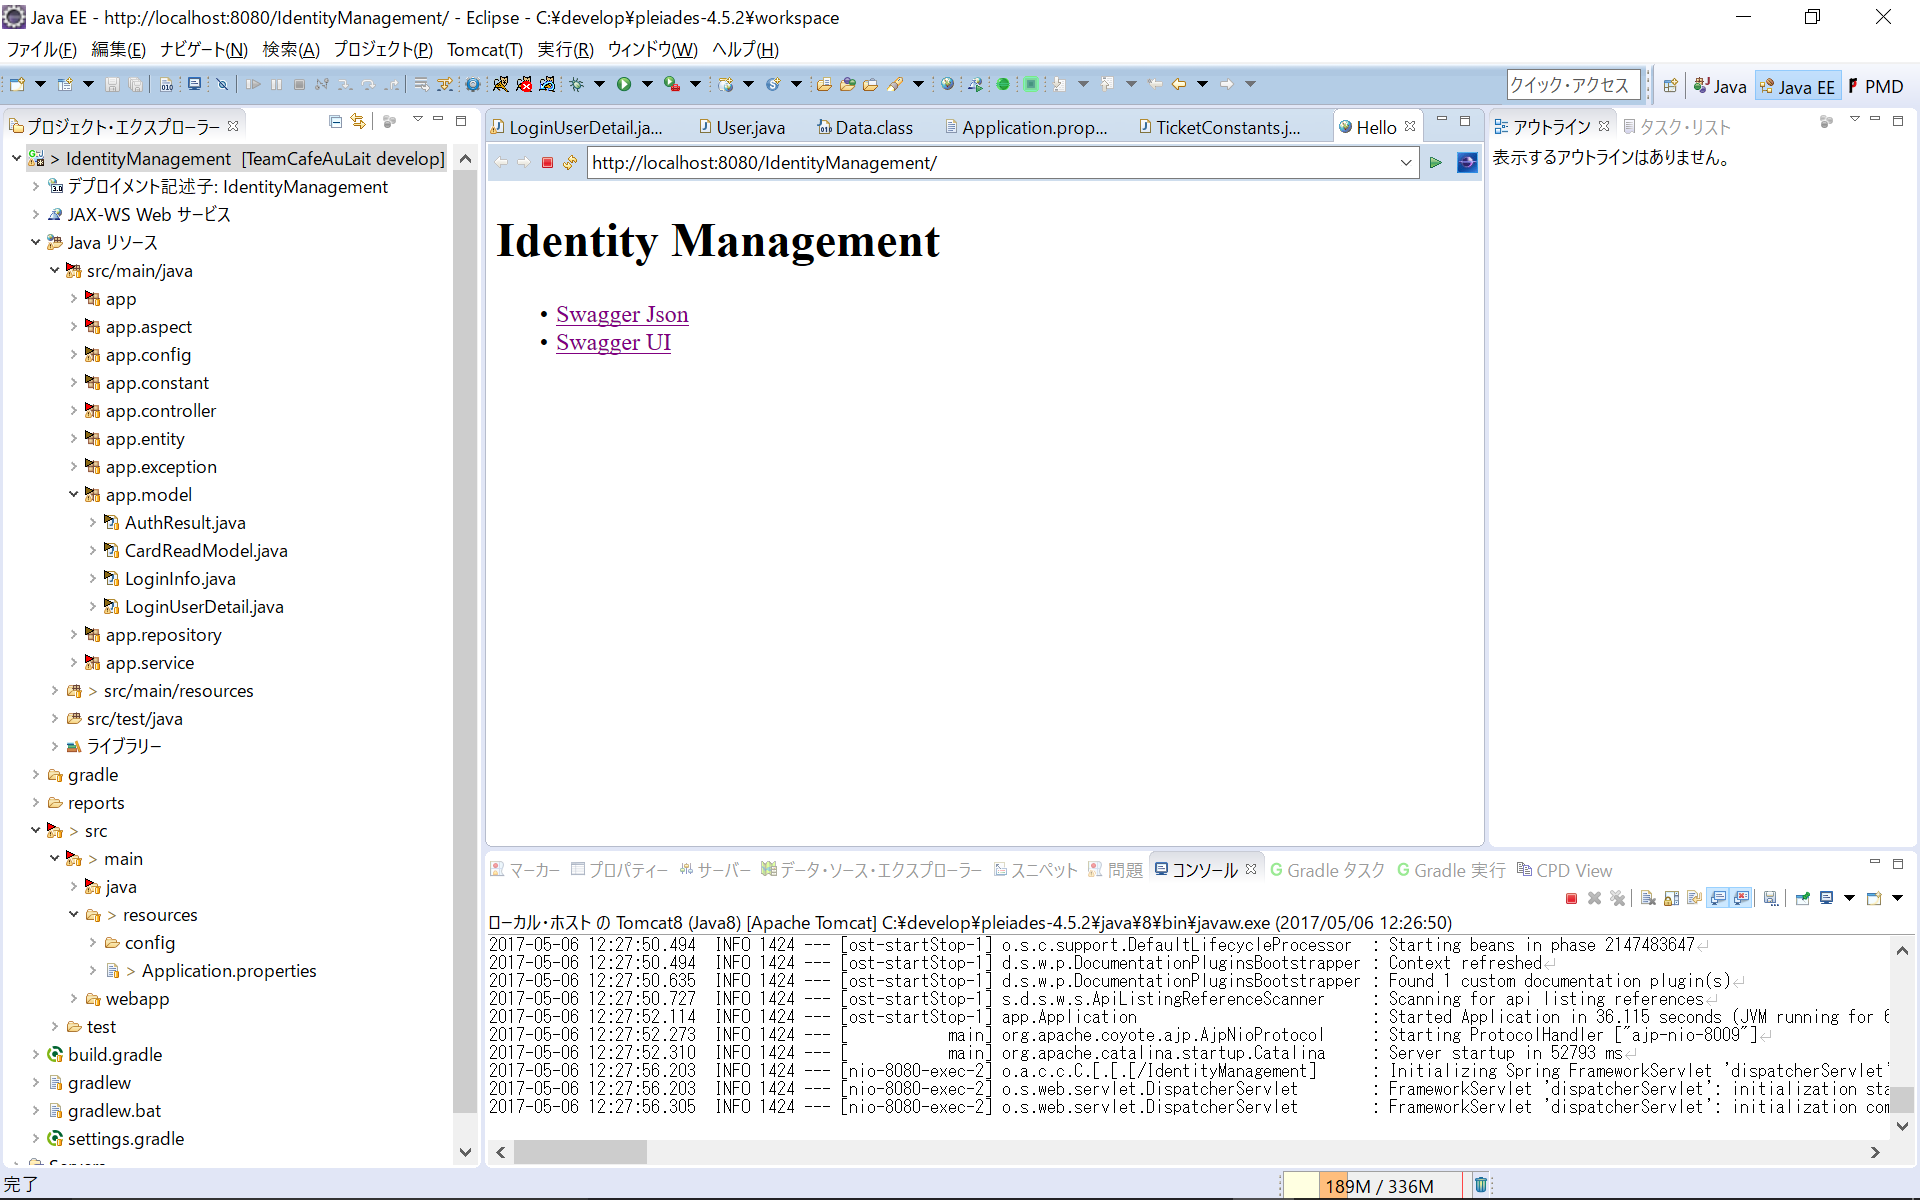 Java EE - http://localhost:8080/IdentityManagement/ - Eclipse - C:¥develop¥pleiades-4.5.2¥workspace
ファイル(F) 編集(E) ナビゲート(N) 検索(A) プロジェクト(P) Tomcat(T) 実行(R) ウィンドウ(W) ヘルプ(H)
クイック・アクセス Java Java EE PMD
プロジェクト・エクスプローラー
> IdentityManagement [TeamCafeAuLait develop]
デプロイメント記述子: IdentityManagement
JAX-WS Web サービス
Java リソース
src/main/java
app
app.aspect
app.config
app.constant
app.controller
app.entity
app.exception
app.model
AuthResult.java
CardReadModel.java
LoginInfo.java
LoginUserDetail.java
app.repository
app.service
> src/main/resources
src/test/java
ライブラリー
gradle
reports
> src
> main
java
> resources
config
> Application.properties
webapp
test
build.gradle
gradlew
gradlew.bat
settings.gradle
LoginUserDetail.ja... User.java Data.class Application.prop... TicketConstants.j... Hello
http://localhost:8080/IdentityManagement/
Identity Management
• Swagger Json
• Swagger UI
アウトライン タスク・リスト
表示するアウトラインはありません。
マーカー プロパティー サーバー データ・ソース・エクスプローラー スニペット 問題 コンソール Gradle タスク Gradle 実行 CPD View
ローカル・ホスト の Tomcat8 (Java8) [Apache Tomcat] C:¥develop¥pleiades-4.5.2¥java¥8¥bin¥javaw.exe (2017/05/06 12:26:50)
2017-05-06 12:27:50.494 INFO 1424 --- [ost-startStop-1] o.s.c.support.DefaultLifecycleProcessor : Starting beans in phase 2147483647
2017-05-06 12:27:50.494 INFO 1424 --- [ost-startStop-1] d.s.w.p.DocumentationPluginsBootstrapper : Context refreshed
2017-05-06 12:27:50.635 INFO 1424 --- [ost-startStop-1] d.s.w.p.DocumentationPluginsBootstrapper : Found 1 custom documentation plugin(s)
2017-05-06 12:27:50.727 INFO 1424 --- [ost-startStop-1] s.d.s.w.s.ApiListingReferenceScanner : Scanning for api listing references
2017-05-06 12:27:52.114 INFO 1424 --- [ost-startStop-1] app.Application : Started Application in 36.115 seconds (JVM running for 6
2017-05-06 12:27:52.273 INFO 1424 --- [ main] org.apache.coyote.ajp.AjpNioProtocol : Starting ProtocolHandler ["ajp-nio-8009"]
2017-05-06 12:27:52.310 INFO 1424 --- [ main] org.apache.catalina.startup.Catalina : Server startup in 52793 ms
2017-05-06 12:27:56.203 INFO 1424 --- [nio-8080-exec-2] o.a.c.c.C.[.[.[/IdentityManagement] : Initializing Spring FrameworkServlet 'dispatcherServlet'
2017-05-06 12:27:56.203 INFO 1424 --- [nio-8080-exec-2] o.s.web.servlet.DispatcherServlet : FrameworkServlet 'dispatcherServlet': initialization sta
2017-05-06 12:27:56.305 INFO 1424 --- [nio-8080-exec-2] o.s.web.servlet.DispatcherServlet : FrameworkServlet 'dispatcherServlet': initialization com
完了
189M / 336M